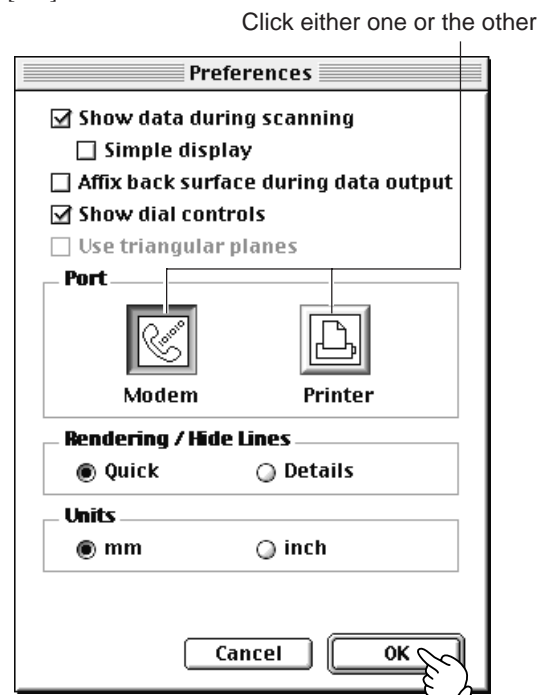 Click either one or the other
Preferences
Show data during scanning
Simple display
Affix back surface during data output
Show dial controls
Use triangular planes
Port
Modem Printer
Rendering / Hide Lines
Quick Details
Units
mm inch
Cancel OK